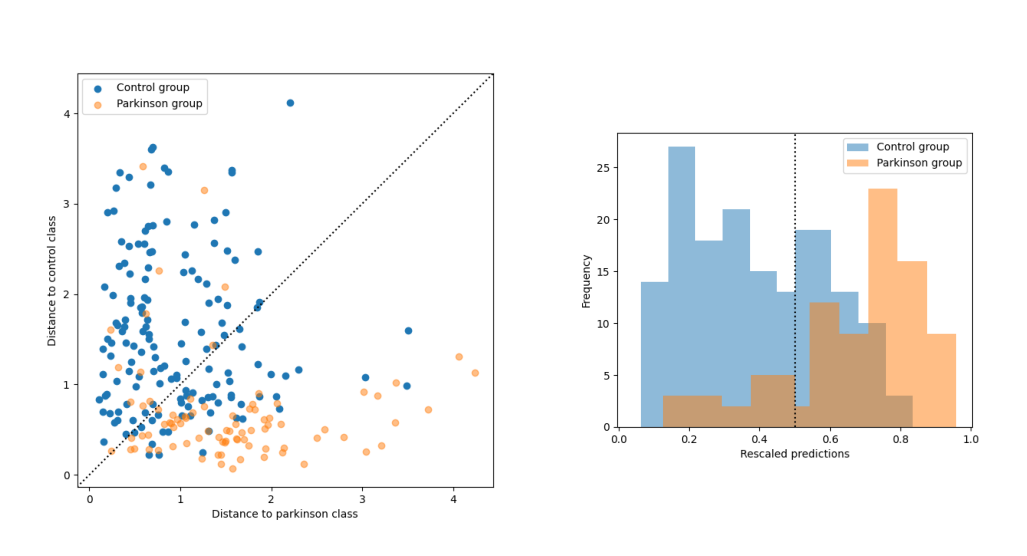 Control group
Parkinson group
4
3
2
1
0
Distance to control class
0 1 2 3 4
Distance to parkinson class
Control group
Parkinson group
25
20
15
10
5
0
Frequency
0.0 0.2 0.4 0.6 0.8 1.0
Rescaled predictions